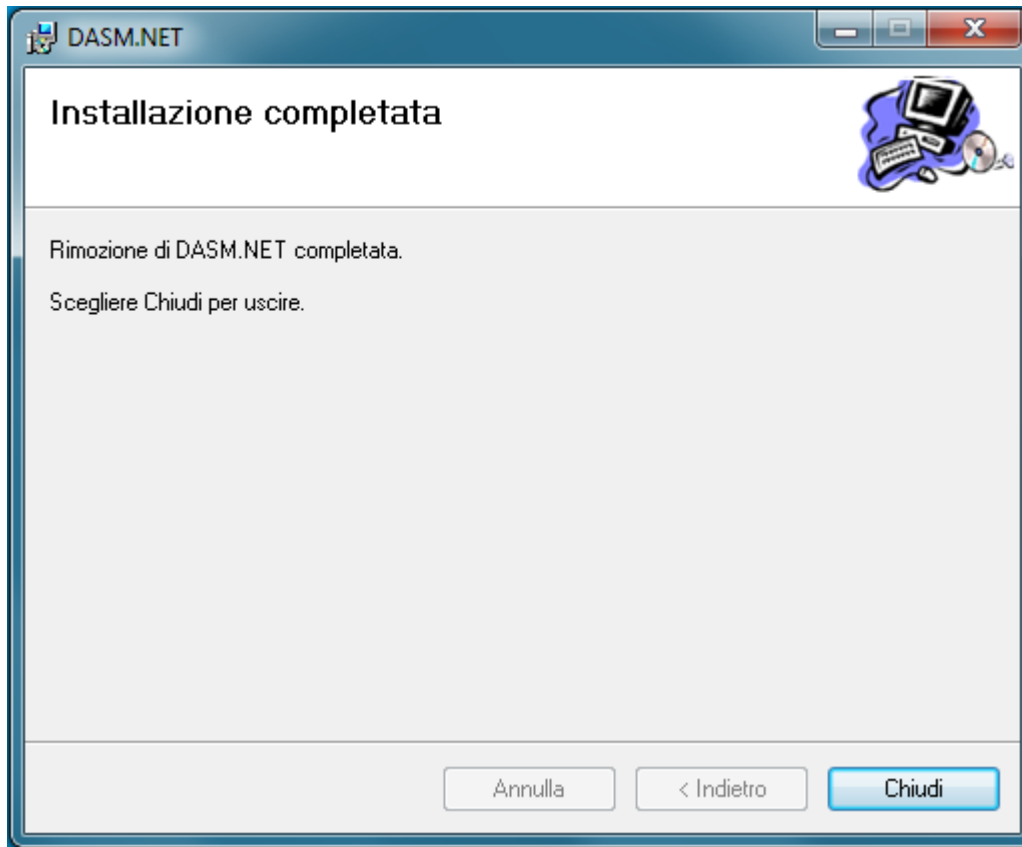 DASM.NET
Installazione completata
Rimozione di DASM.NET completata.
Scegliere Chiudi per uscire.
Annulla
< Indietro
Chiudi